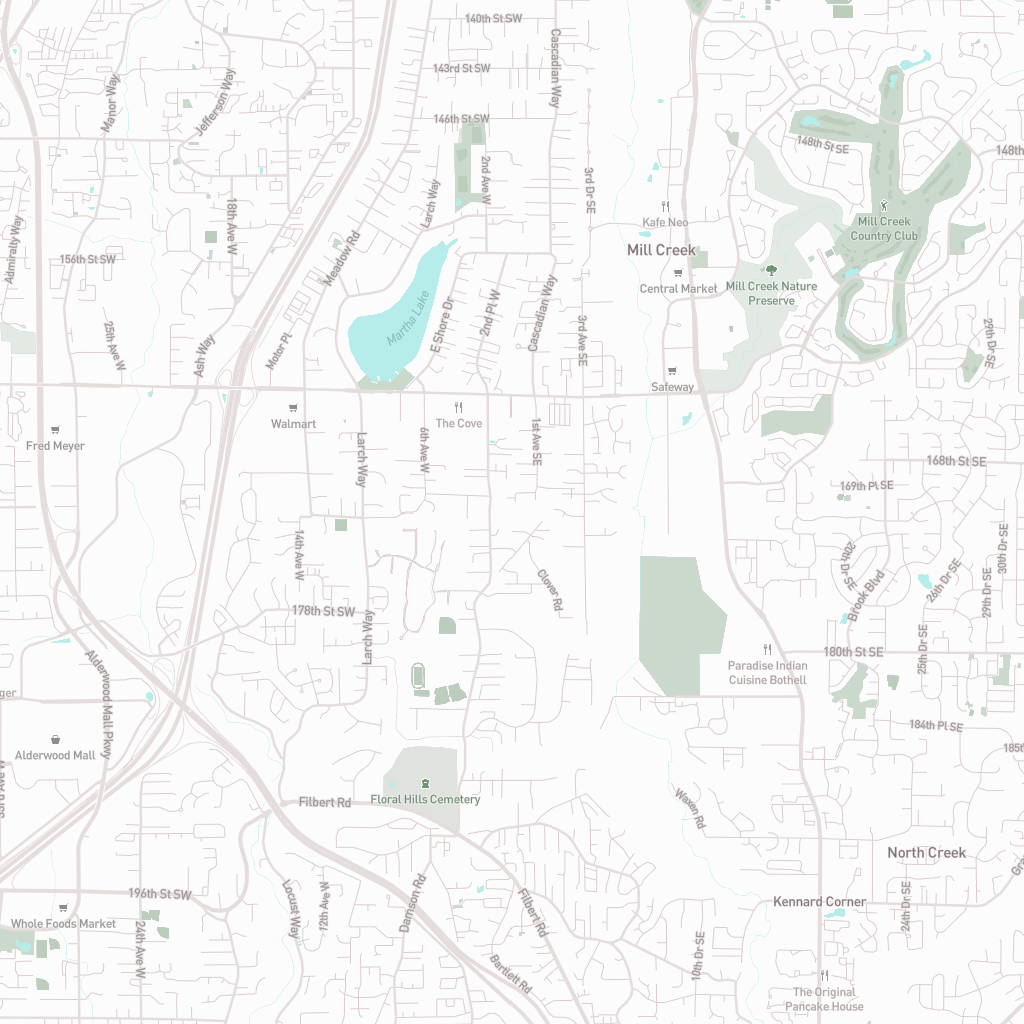 140th St SW
Cascadian Way
143rd St SW
Manor Way
Jefferson Way
146th St SW
148th St SE
148th
2nd Ave W
3rd Dr SE
Larch Way
18th Ave W
Kafe Neo
Mill Creek
Country Club
Admiralty Way
Meadow Rd
Mill Creek
156th St SW
Central Market
Mill Creek Nature
Preserve
Martha Lake
E Shore Dr
2nd Pl W
Cascadian Way
3rd Ave SE
29th Dr SE
25th Ave W
Ash Way
Motor Pl
Safeway
Walmart
The Cove
Fred Meyer
Larch Way
6th Ave W
1st Ave SE
168th St SE
169th Pl SE
14th Ave W
20th Dr SE
30th Dr SE
Clover Rd
Brook Blvd
26th Dr SE
29th Dr SE
178th St SW
Larch Way
25th Dr SE
180th St SE
Alderwood Mall Pkwy
Paradise Indian
Cuisine Bothell
ger
184th Pl SE
Alderwood Mall
185t
33rd Ave W
Floral Hills Cemetery
Filbert Rd
Waxen Rd
North Creek
Gr
196th St SW
Locust Way
12th Ave W
Damson Rd
Filbert Rd
Kennard Corner
24th Dr SE
Whole Foods Market
24th Ave W
10th Dr SE
Bartlett Rd
The Original
Pancake House